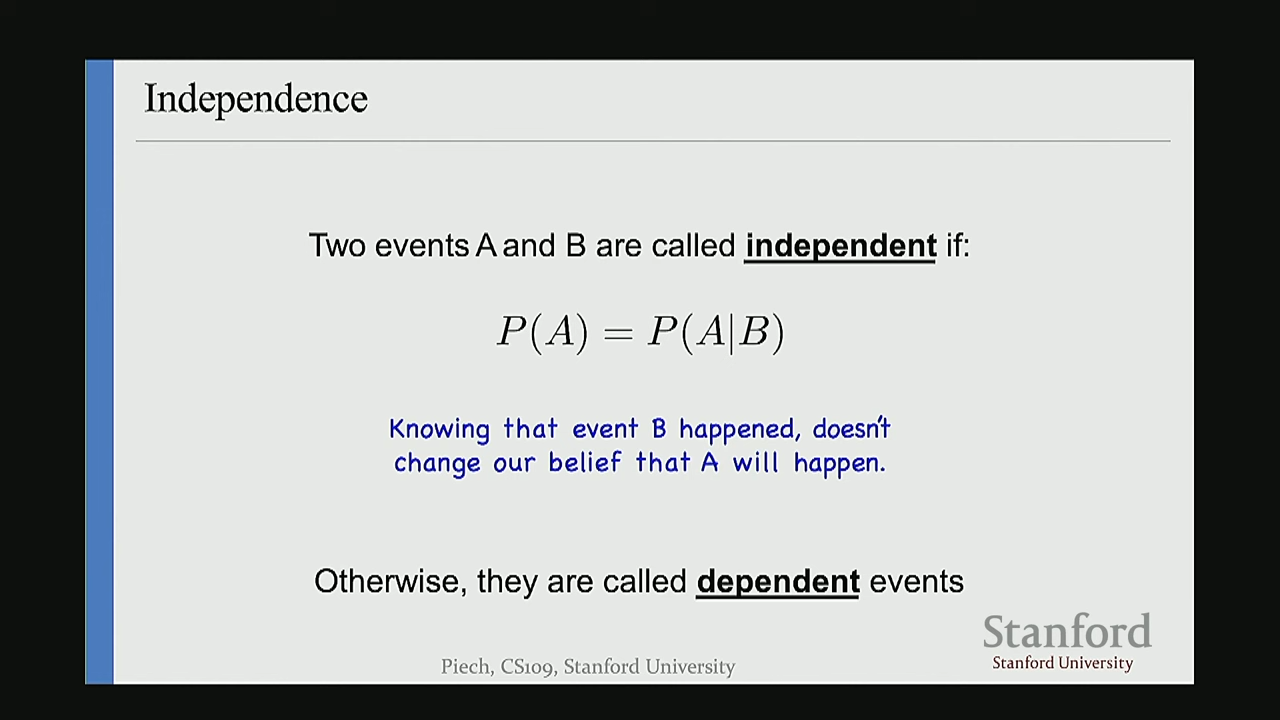 Independence
Two events A and B are called independent if:
P(A) = P(A|B)
Knowing that event B happened, doesn't
change our belief that A will happen.
Otherwise, they are called dependent events
Stanford
Stanford University
Piech, CS109, Stanford University